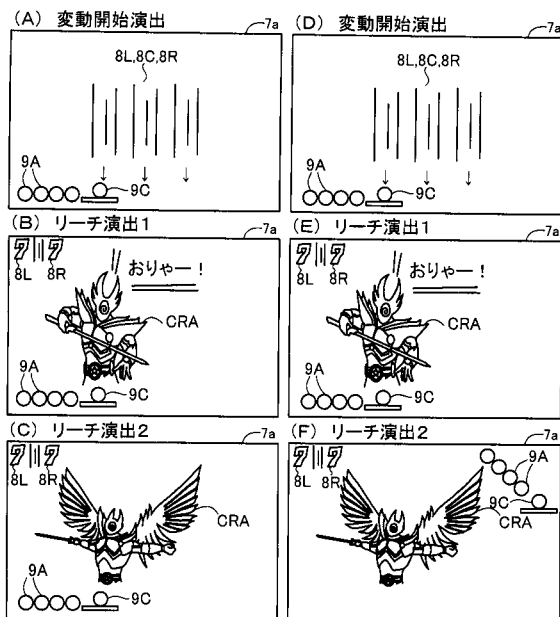 (A) 変動開始演出
7a
8L,8C,8R
9A
9C
(B) リーチ演出1
7a
8L 8R
おりゃー！
CRA
9A
9C
(C) リーチ演出2
7a
8L 8R
CRA
9A
9C
(D) 変動開始演出
7a
8L,8C,8R
9A
9C
(E) リーチ演出1
7a
8L 8R
おりゃー！
CRA
9A
9C
(F) リーチ演出2
7a
8L 8R
9A
9C
CRA